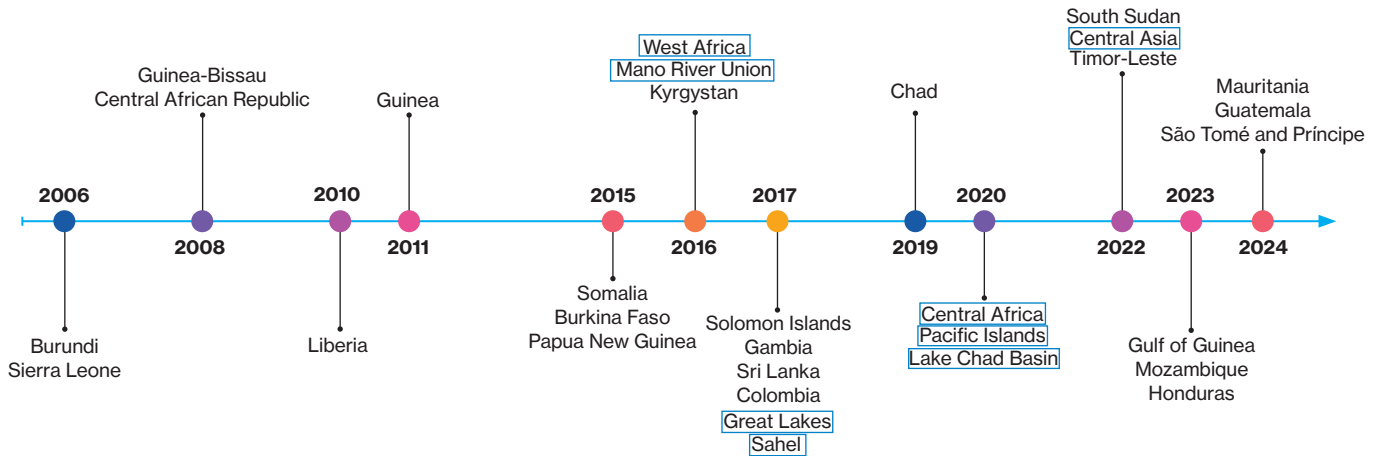 South Sudan
Central Asia
Timor-Leste
West Africa
Mano River Union
Kyrgystan
Guinea-Bissau
Central African Republic
Guinea
Chad
Mauritania
Guatemala
São Tomé and Príncipe
2006
2010
2015
2017
2020
2023
2008
2011
2016
2019
2022
2024
Burundi
Sierra Leone
Liberia
Somalia
Burkina Faso
Papua New Guinea
Solomon Islands
Gambia
Sri Lanka
Colombia
Great Lakes
Sahel
Central Africa
Pacific Islands
Lake Chad Basin
Gulf of Guinea
Mozambique
Honduras